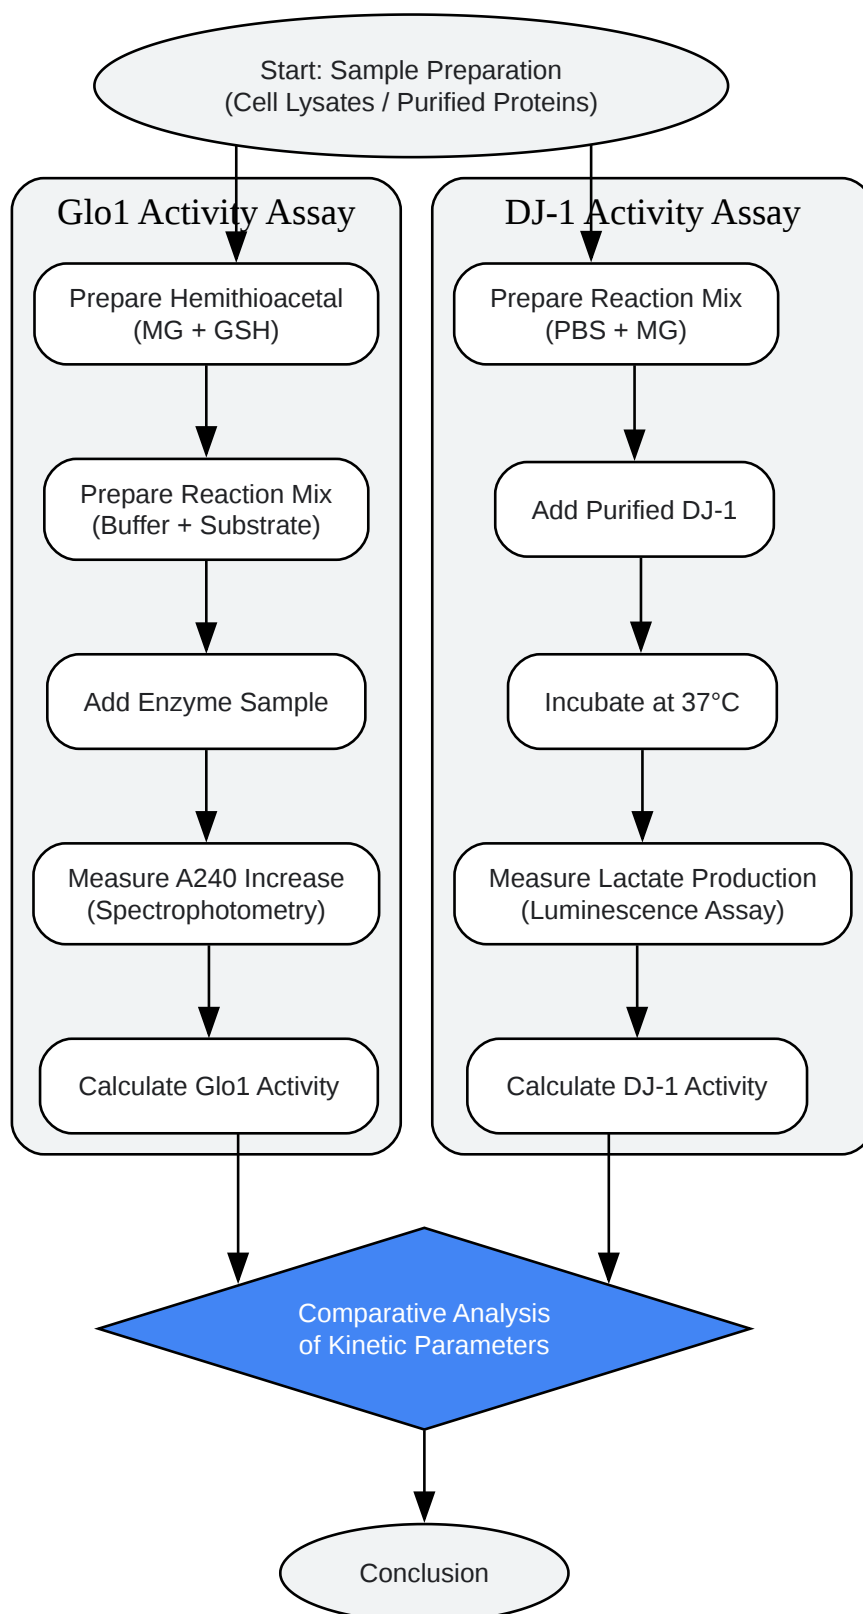 Start: Sample Preparation
(Cell Lysates / Purified Proteins)
Glo1 Activity Assay
Prepare Hemithioacetal
(MG + GSH)
Prepare Reaction Mix
(Buffer + Substrate)
Add Enzyme Sample
Measure A240 Increase
(Spectrophotometry)
Calculate Glo1 Activity
DJ-1 Activity Assay
Prepare Reaction Mix
(PBS + MG)
Add Purified DJ-1
Incubate at 37°C
Measure Lactate Production
(Luminescence Assay)
Calculate DJ-1 Activity
Comparative Analysis
of Kinetic Parameters
Conclusion